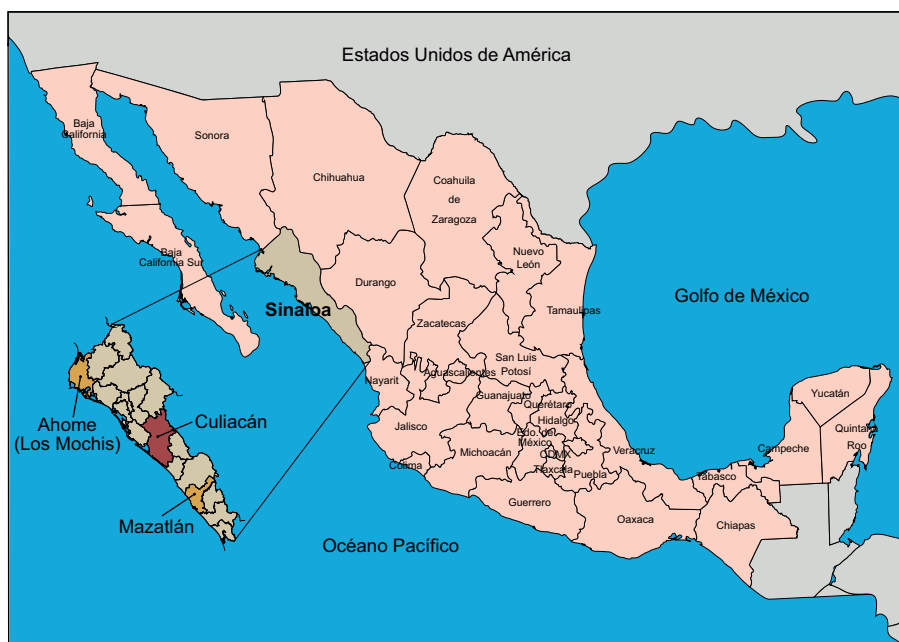 Estados Unidos de América
Baja
California
Sonora
Chihuahua
Coahuila
de
Zaragoza
Nuevo
León
Baja
California Sur
Durango
Sinaloa
Tamaulipas
Golfo de México
Zacatecas
San Luis
Potosí
Nayarit
Aguascalientes
Guanajuato
Querétaro
Hidalgo
Jalisco
Edo. de
México
CDMX
Tlaxcala
Puebla
Veracruz
Michoacán
Colima
Guerrero
Oaxaca
Tabasco
Chiapas
Campeche
Yucatán
Quintana
Roo
Ahome
(Los Mochis)
Culiacán
Mazatlán
Océano Pacífico